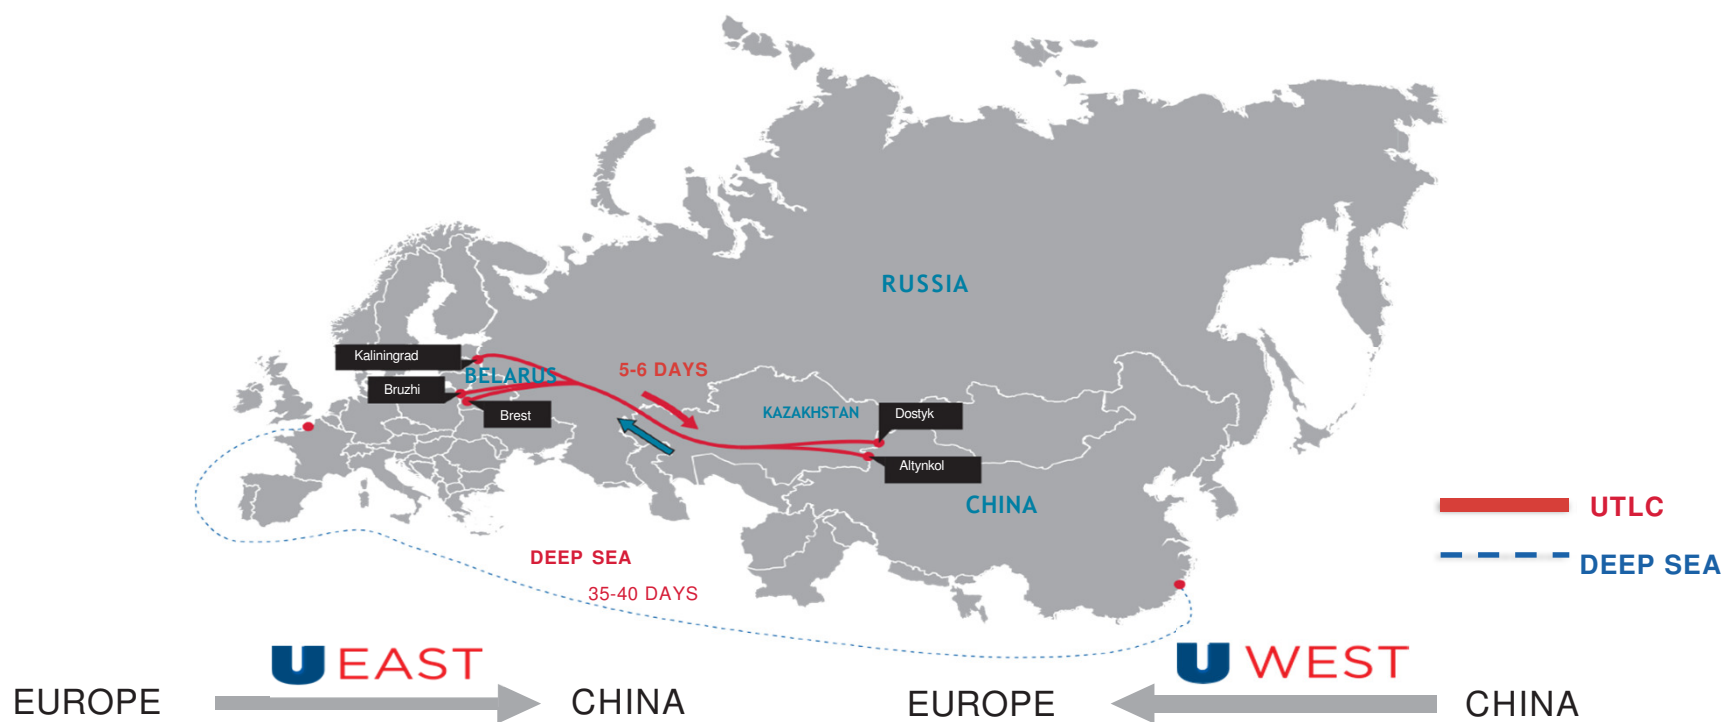 RUSSIA
Kaliningrad
BELARUS
5-6 DAYS
Bruzhi
Brest
KAZAKHSTAN
Dostyk
Altynkol
CHINA
UTLC
DEEP SEA
DEEP SEA
35-40 DAYS
U EAST
U WEST
EUROPE
CHINA
EUROPE
CHINA